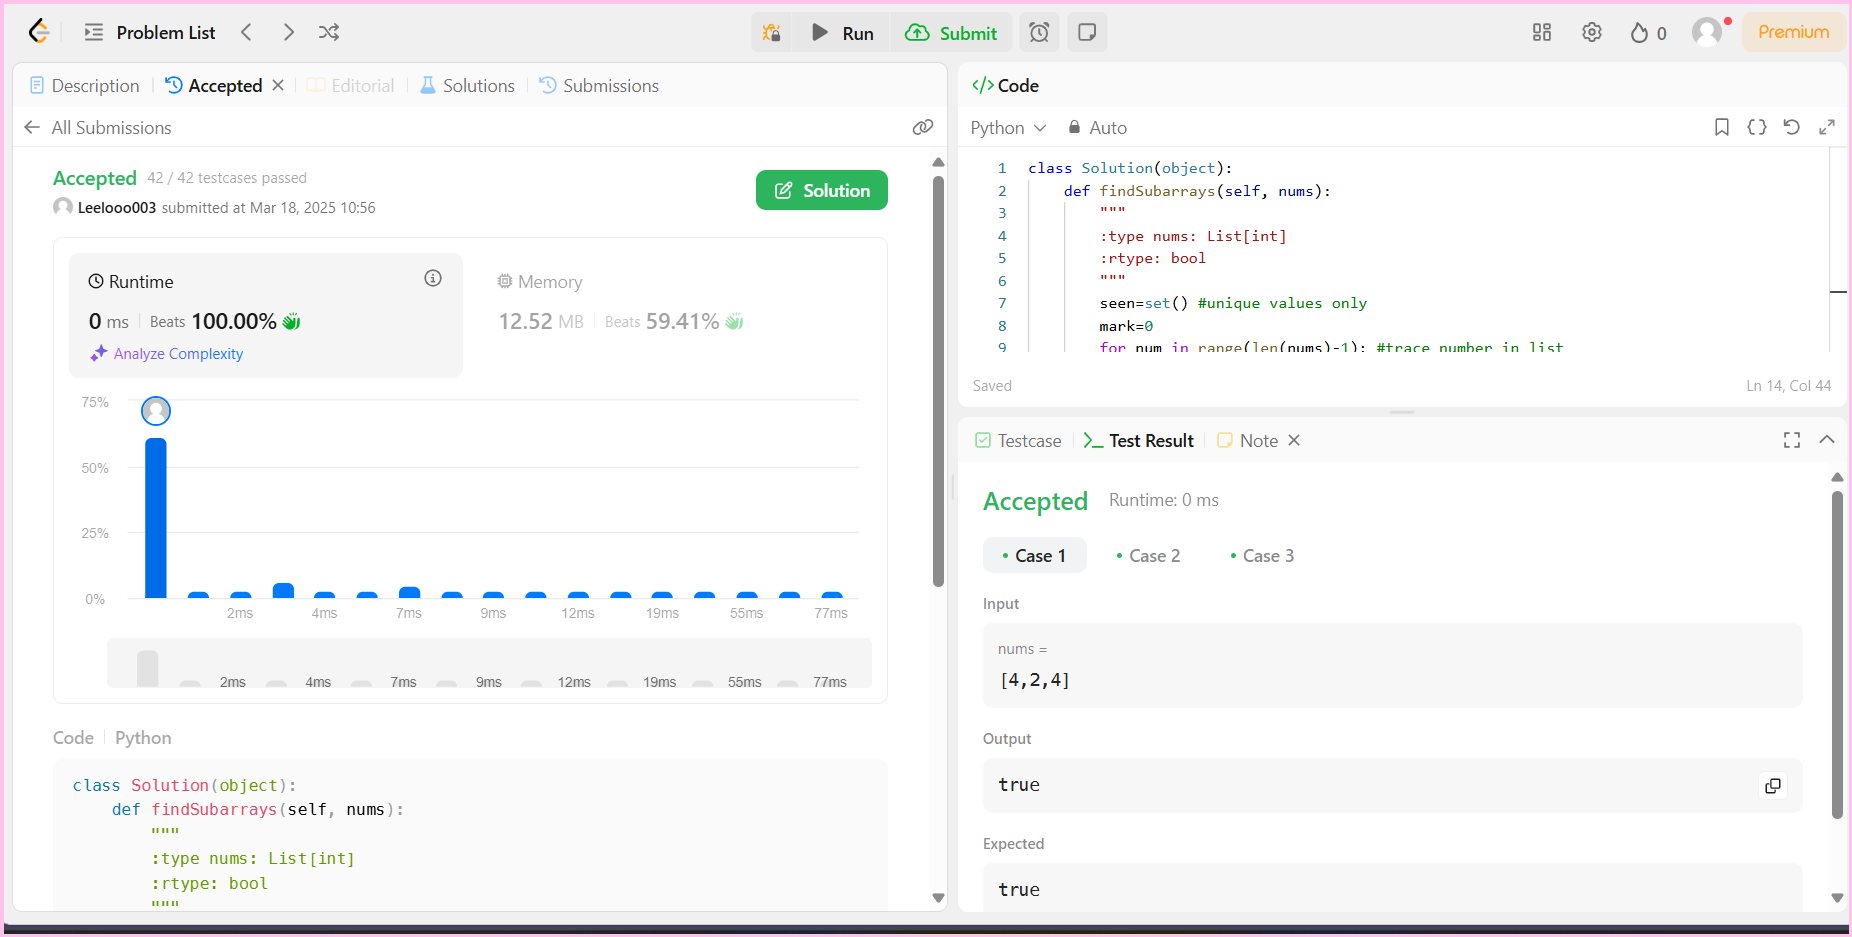 Problem List
Run
Submit
0
Premium
Description
Accepted
Editorial
Solutions
Submissions
All Submissions
Accepted 42 / 42 testcases passed
Leelooo003 submitted at Mar 18, 2025 10:56
Solution
Runtime
0 ms Beats 100.00%
Analyze Complexity
Memory
12.52 MB Beats 59.41%
75%
50%
25%
0%
2ms 4ms 7ms 9ms 12ms 19ms 55ms 77ms
2ms 4ms 7ms 9ms 12ms 19ms 55ms 77ms
Code Python
class Solution(object):
    def findSubarrays(self, nums):
        """
        :type nums: List[int]
        :rtype: bool
        """
</> Code
Python Auto
1 class Solution(object):
2     def findSubarrays(self, nums):
3         """
4         :type nums: List[int]
5         :rtype: bool
6         """
7         seen=set() #unique values only
8         mark=0
9         for num in range(len(nums)-1): #trace number in list
Saved
Ln 14, Col 44
Testcase
Test Result
Note
Accepted Runtime: 0 ms
Case 1
Case 2
Case 3
Input
nums =
[4,2,4]
Output
true
Expected
true